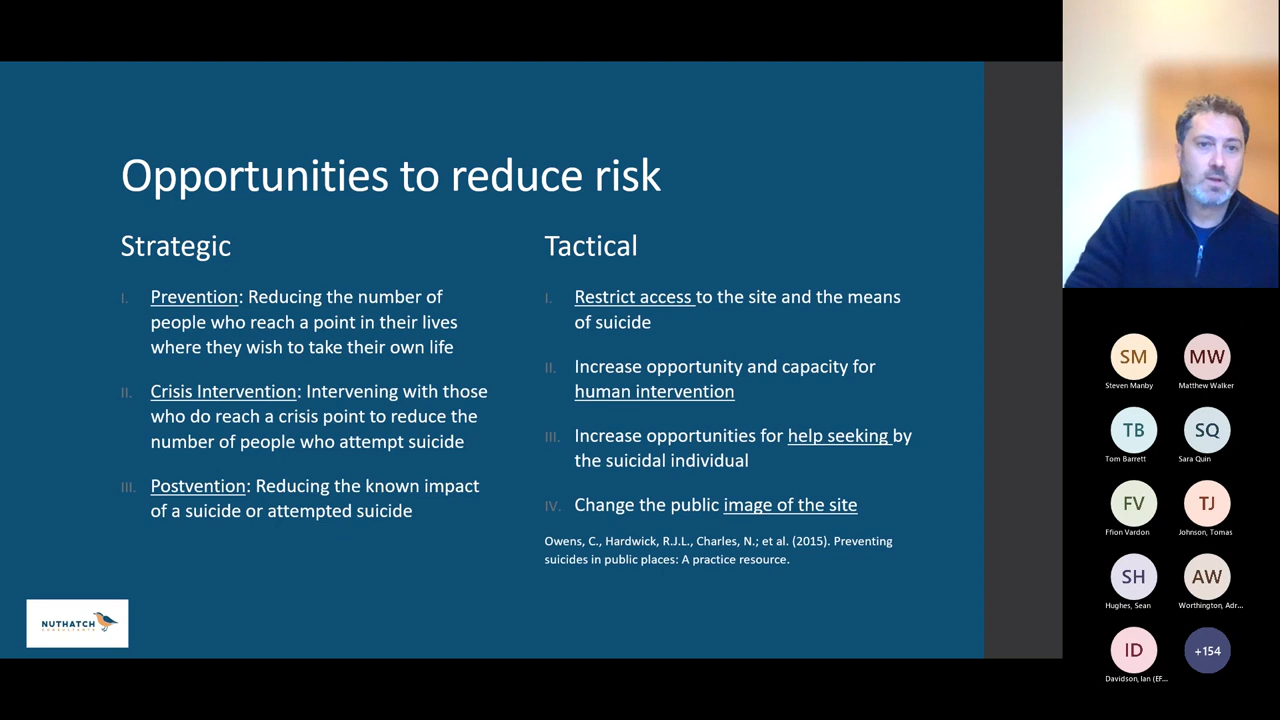 Opportunities to reduce risk
Strategic
I. Prevention: Reducing the number of
people who reach a point in their lives
where they wish to take their own life
II. Crisis Intervention: Intervening with those
who do reach a crisis point to reduce the
number of people who attempt suicide
III. Postvention: Reducing the known impact
of a suicide or attempted suicide
Tactical
I. Restrict access to the site and the means
of suicide
II. Increase opportunity and capacity for
human intervention
III. Increase opportunities for help seeking by
the suicidal individual
IV. Change the public image of the site
Owens, C., Hardwick, R.J.L., Charles, N.; et al. (2015). Preventing
suicides in public places: A practice resource.
NUTHATCH
CONSULTANTS
SM
Steven Manby
MW
Matthew Walker
TB
Tom Barrett
SQ
Sara Quin
FV
Ffion Vardon
TJ
Johnson, Tomas
SH
Hughes, Sean
AW
Worthington, Adr...
ID
Davidson, Ian (EF...
+154